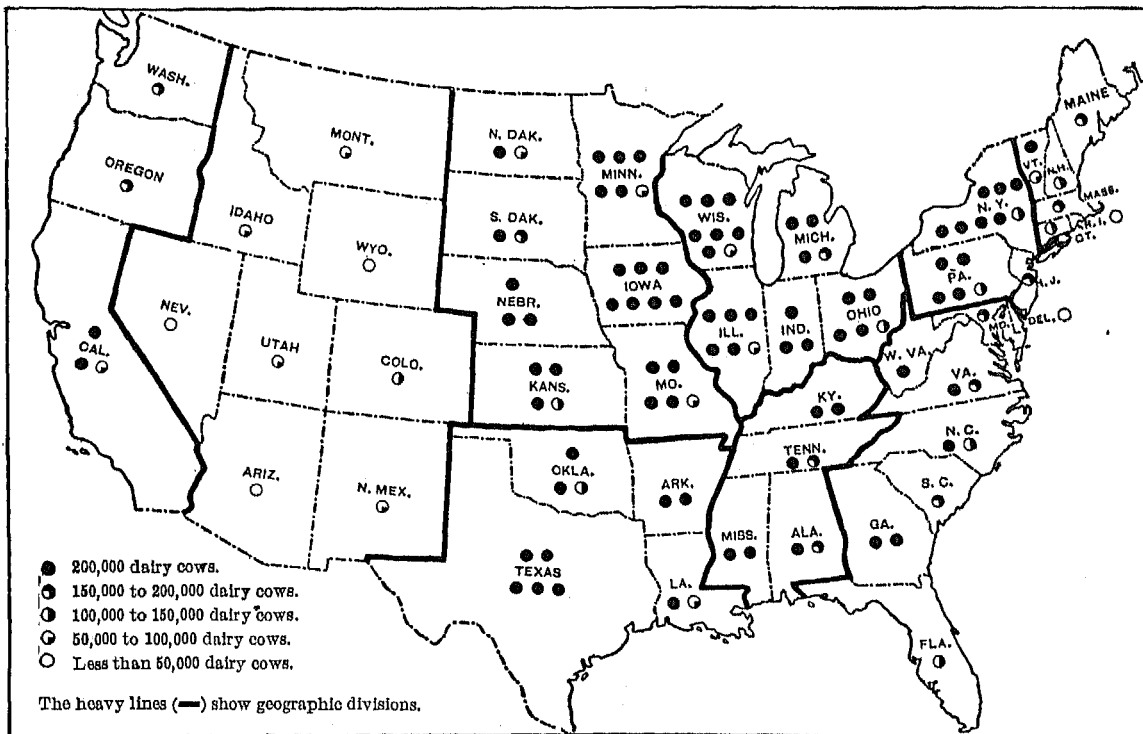 WASH.
MONT.
N. DAK.
MINN.
MAINE
OREGON
IDAHO
S. DAK.
WIS.
MICH.
VT.
N.H.
MASS.
N. Y.
R. I.
CT.
WYO.
NEBR.
IOWA
PA.
N.J.
NEV.
UTAH
COLO.
ILL.
IND.
OHIO
MD.
DEL.
CAL.
KANS.
MO.
W. VA.
VA.
KY.
N. C.
TENN.
ARIZ.
N. MEX.
OKLA.
ARK.
S. C.
MISS.
ALA.
GA.
TEXAS
LA.
FLA.
200,000 dairy cows.
150,000 to 200,000 dairy cows.
100,000 to 150,000 dairy cows.
50,000 to 100,000 dairy cows.
Less than 50,000 dairy cows.
The heavy lines (━) show geographic divisions.